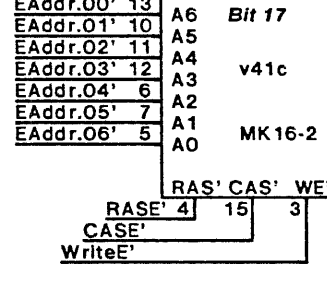 EAddr.00' 13
A6 Bit 17
EAddr.01' 10
A5
EAddr.02' 11
A4
EAddr.03' 12 v41c
A3
EAddr.04' 6
A2
EAddr.05' 7
A1
EAddr.06' 5 MK16-2
A0
RAS' CAS' WE'
RASE' 4 15 3
CASE'
WriteE'